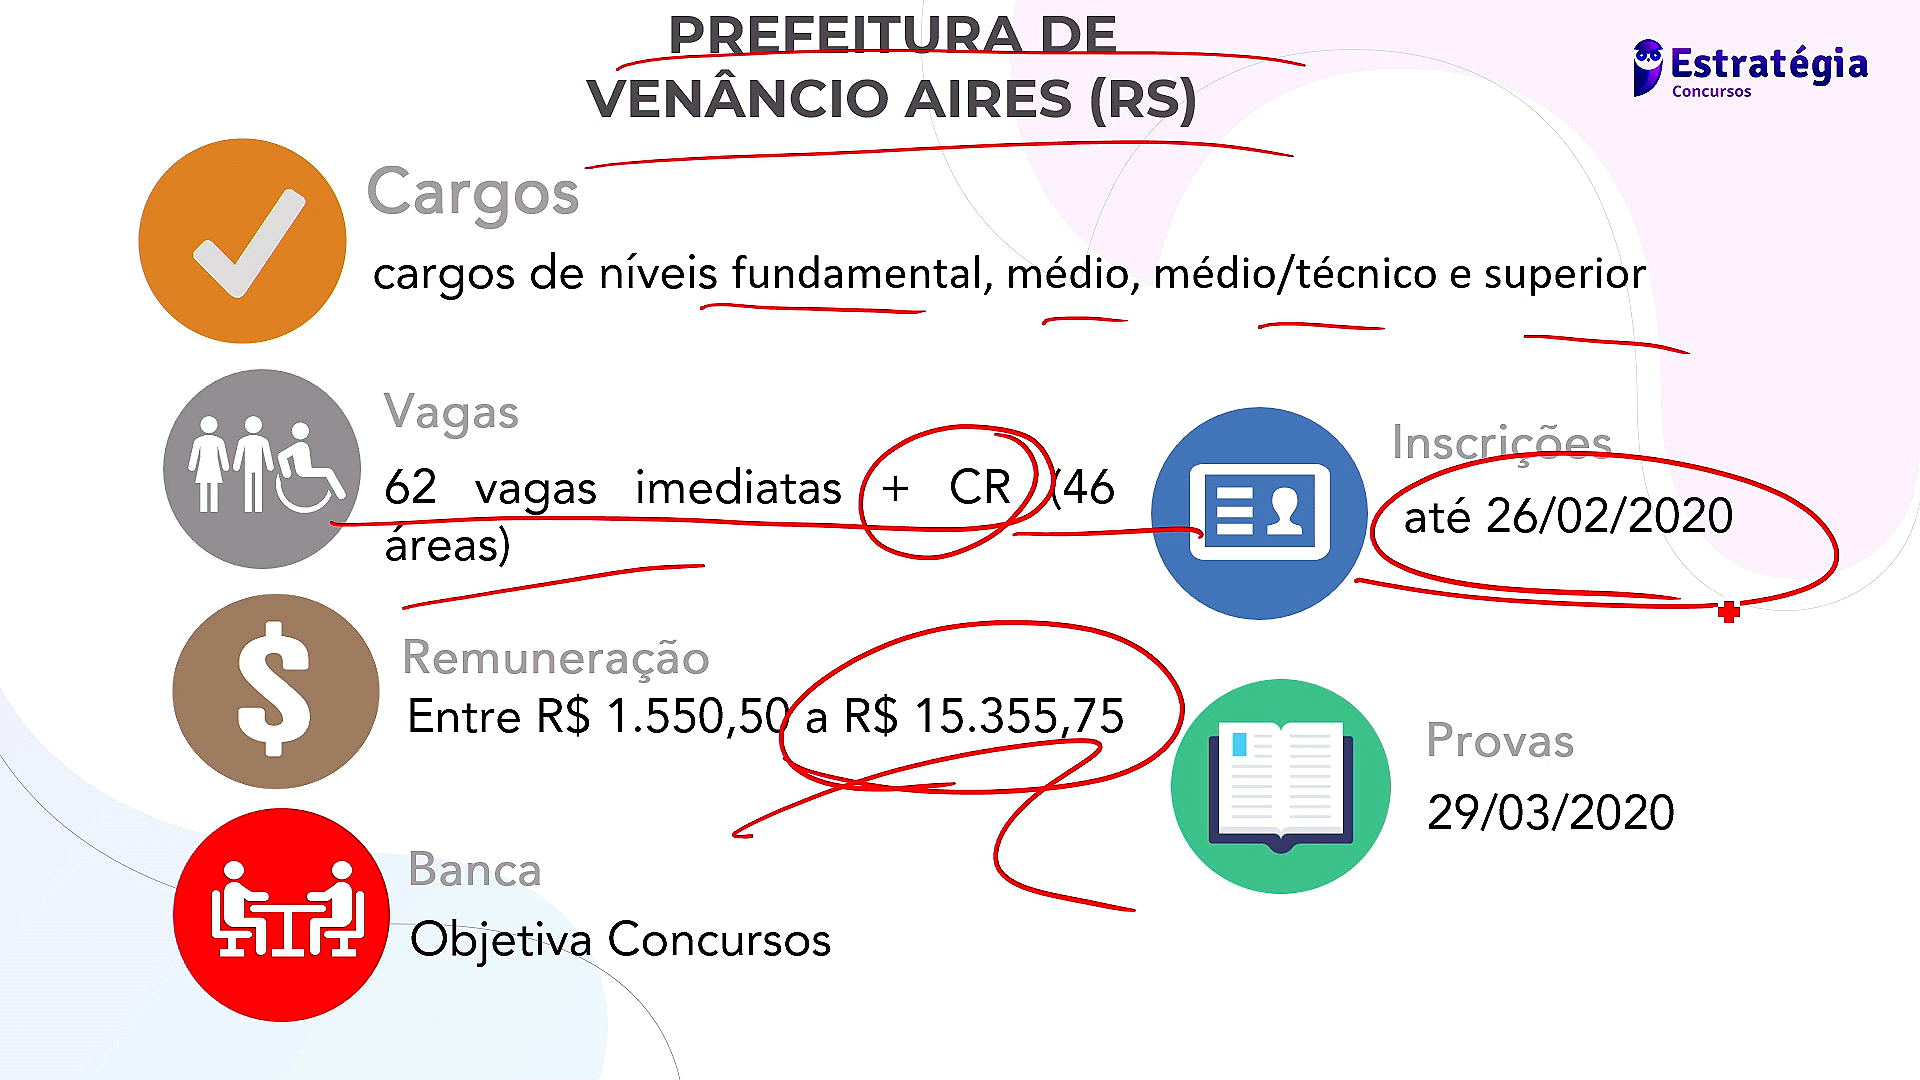 PREFEITURA DE
VENÂNCIO AIRES (RS)
Estratégia
Concursos
Cargos
cargos de níveis fundamental, médio, médio/técnico e superior
Vagas
62 vagas imediatas + CR (46
áreas)
Inscrições
até 26/02/2020
Remuneração
Entre R$ 1.550,50 a R$ 15.355,75
Provas
29/03/2020
Banca
Objetiva Concursos